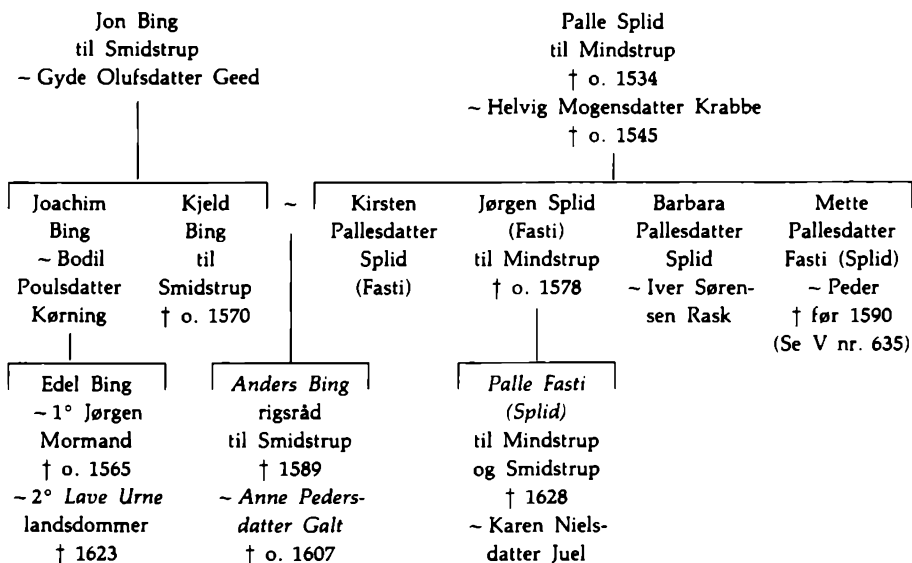 Jon Bing
til Smidstrup
~ Gyde Olufsdatter Geed
Palle Splid
til Mindstrup
† o. 1534
~ Helvig Mogensdatter Krabbe
† o. 1545
Joachim
Bing
~ Bodil
Poulsdatter
Kørning
Kjeld
Bing
til
Smidstrup
† o. 1570
~
Kirsten
Pallesdatter
Splid
(Fasti)
Jørgen Splid
(Fasti)
til Mindstrup
† o. 1578
Barbara
Pallesdatter
Splid
~ Iver Søren-
sen Rask
Mette
Pallesdatter
Fasti (Splid)
~ Peder
† før 1590
(Se V nr. 635)
Edel Bing
~ 1° Jørgen
Mormand
† o. 1565
~ 2° Lave Urne
landsdommer
† 1623
Anders Bing
rigsråd
til Smidstrup
† 1589
~ Anne Peders-
datter Galt
† o. 1607
Palle Fasti
(Splid)
til Mindstrup
og Smidstrup
† 1628
~ Karen Niels-
datter Juel